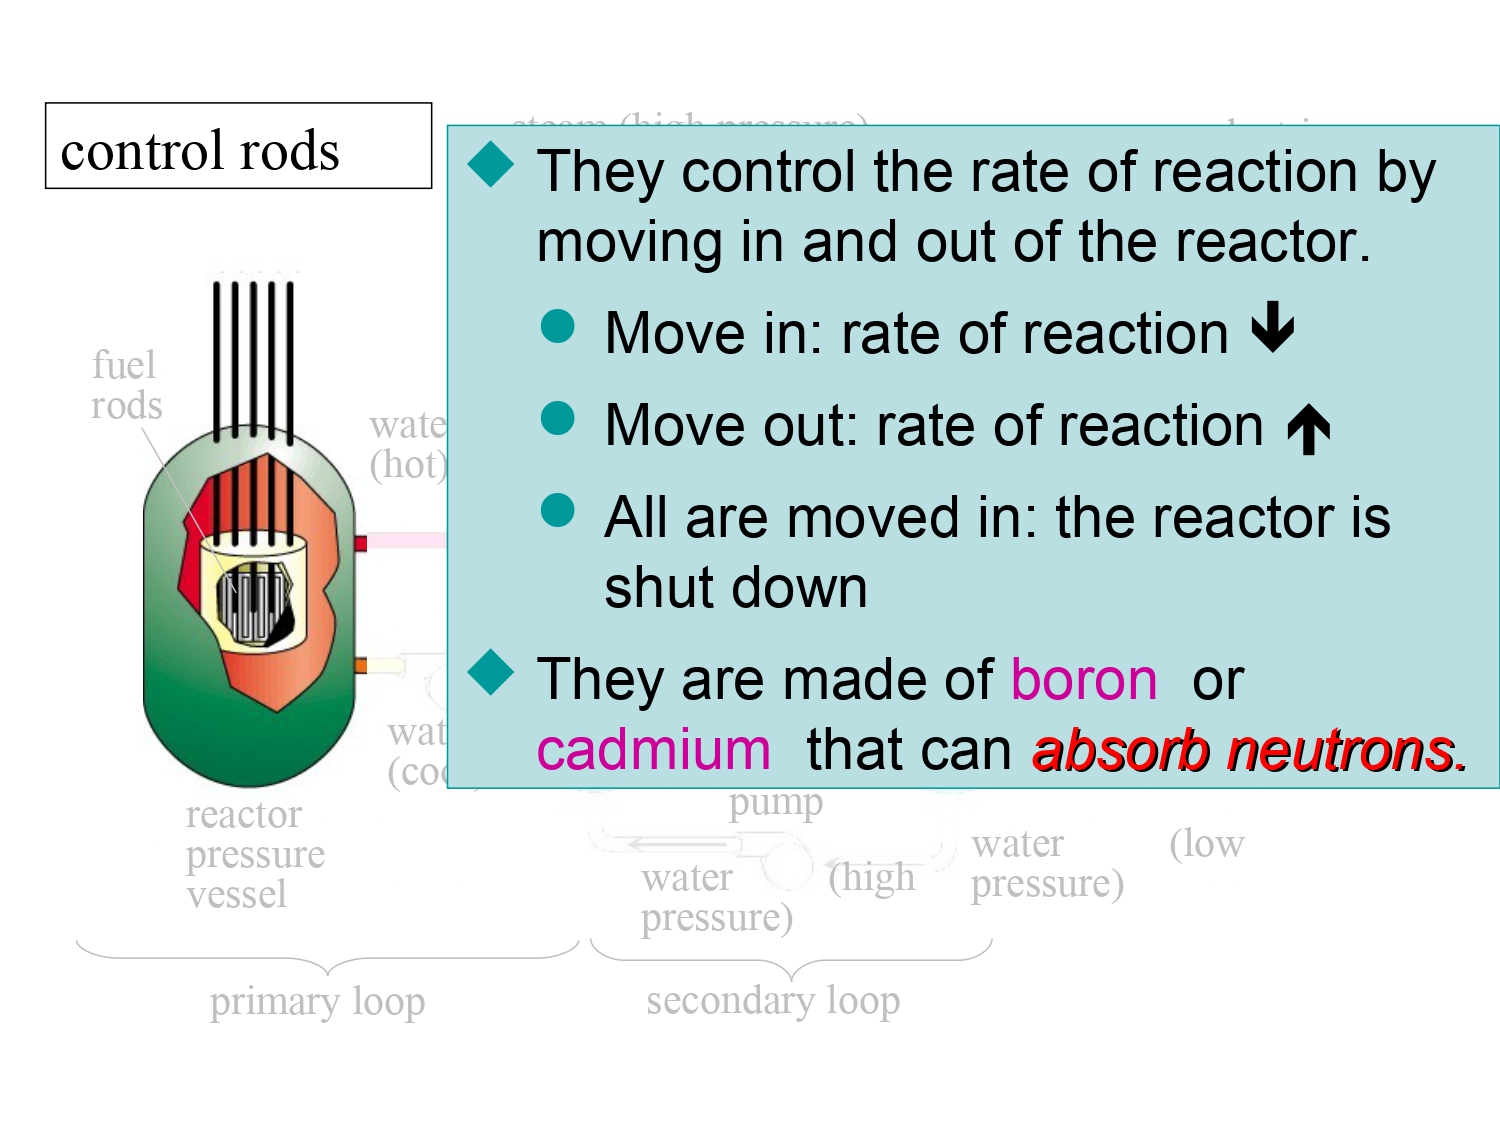 control rods
steam (high pressure)
◆ They control the rate of reaction by
moving in and out of the reactor.
● Move in: rate of reaction 🡻
● Move out: rate of reaction 🡹
● All are moved in: the reactor is
shut down
◆ They are made of boron or
cadmium that can absorb neutrons.
fuel
rods
(hot)
reactor
pressure
vessel
pump
water (high
pressure)
water (low
pressure)
primary loop
secondary loop